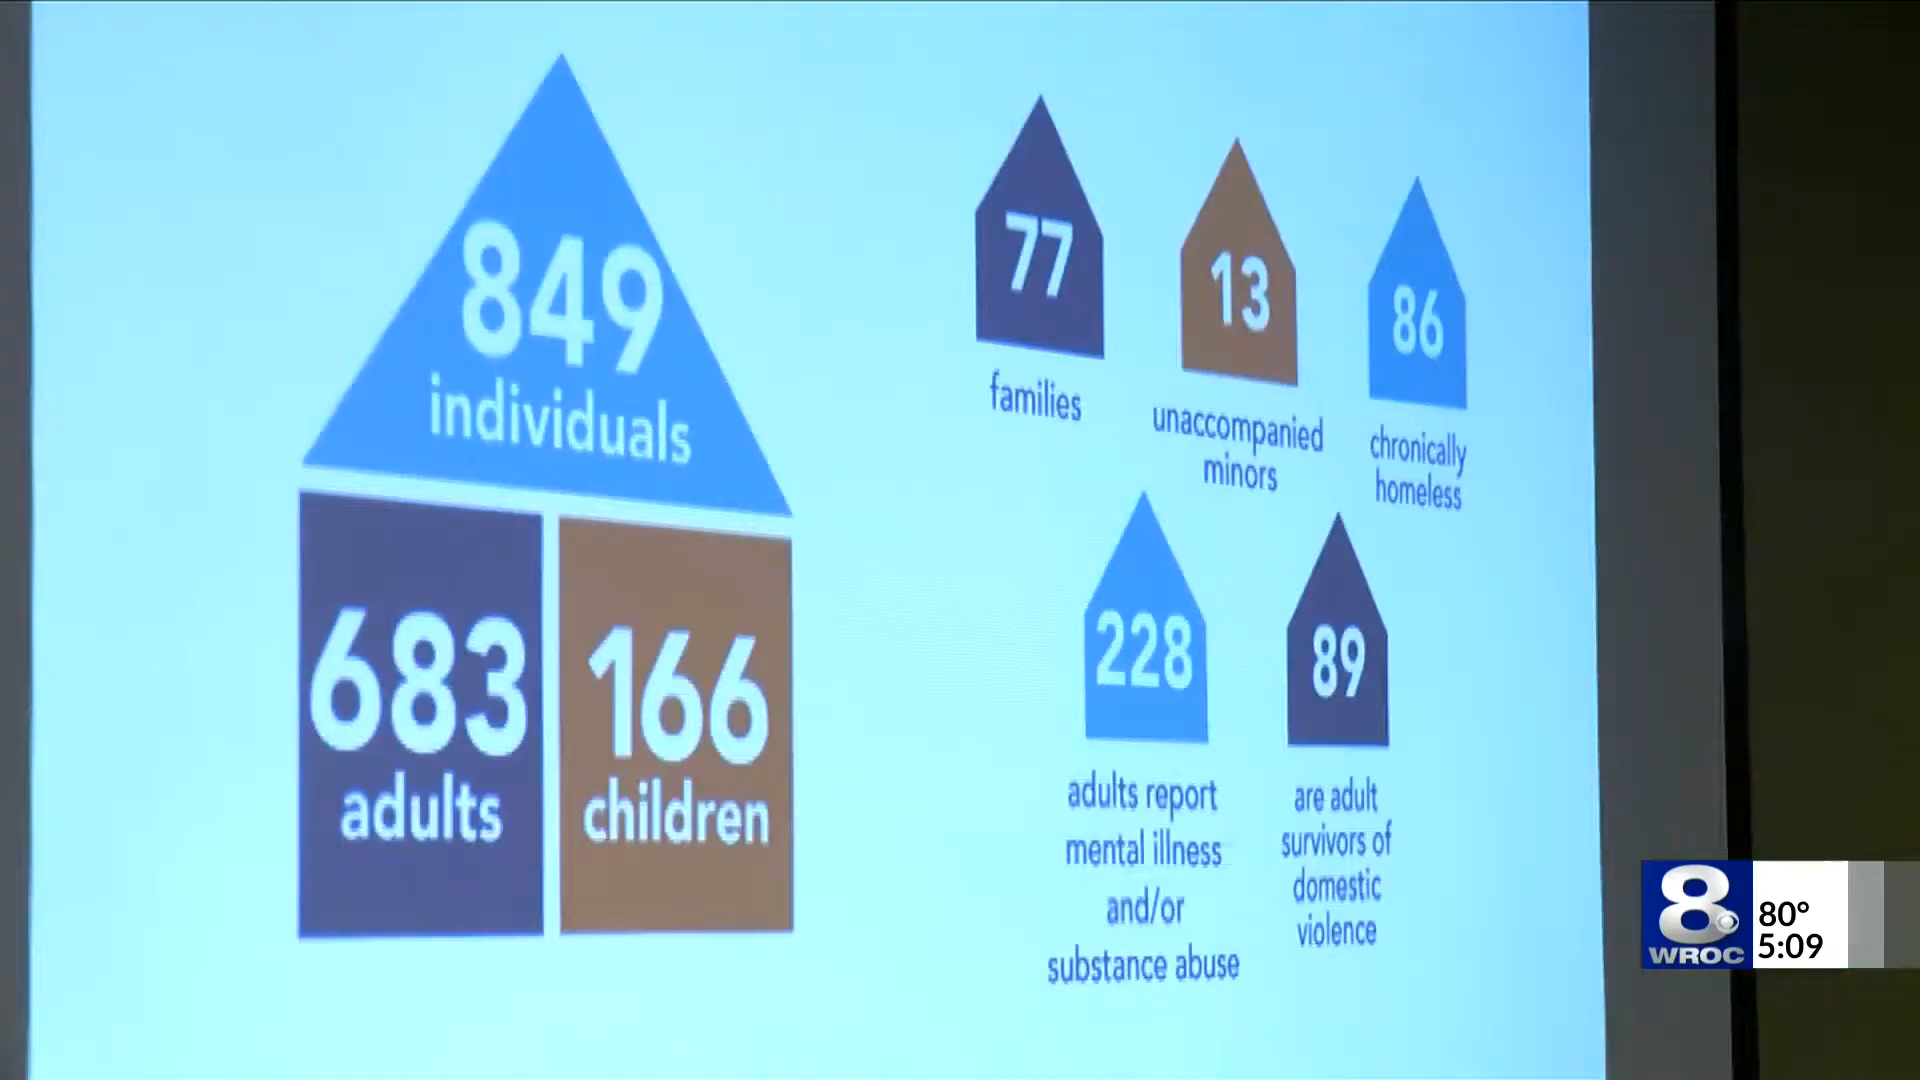 849
individuals
683
adults
166
children
77
families
13
unaccompanied
minors
86
chronically
homeless
228
adults report
mental illness
and/or
substance abuse
89
are adult
survivors of
domestic
violence
8
WROC
80°
5:09